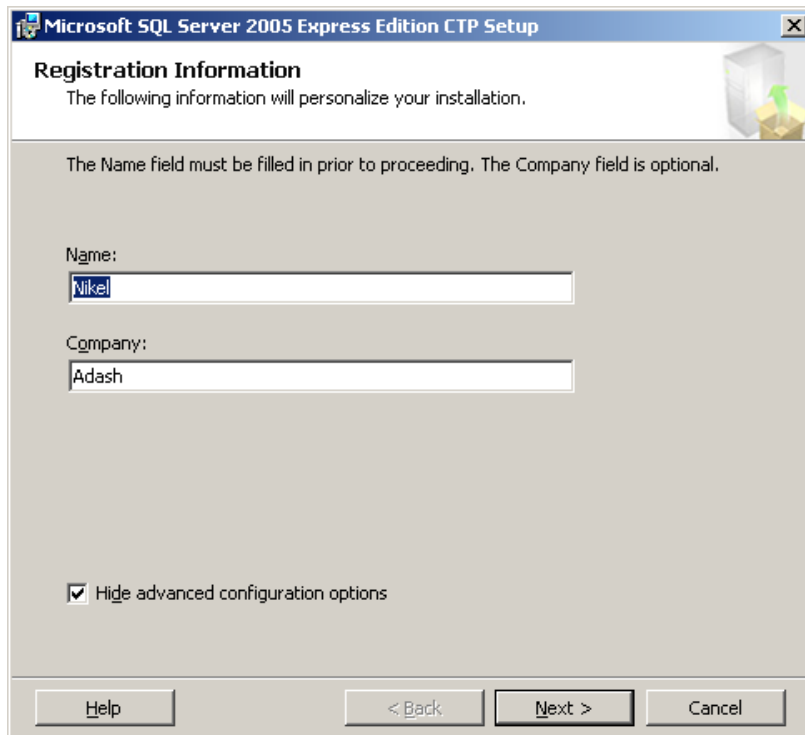 Microsoft SQL Server 2005 Express Edition CTP Setup
Registration Information
The following information will personalize your installation.
The Name field must be filled in prior to proceeding. The Company field is optional.
Name:
Nikel
Company:
Adash
Hide advanced configuration options
Help
< Back
Next >
Cancel